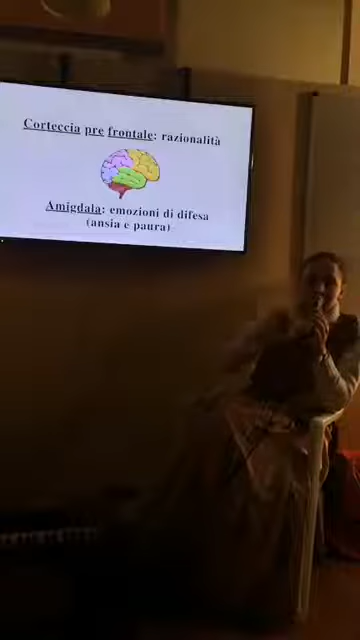 Corteccia pre frontale: razionalità
Amigdala: emozioni di difesa
(ansia e paura)